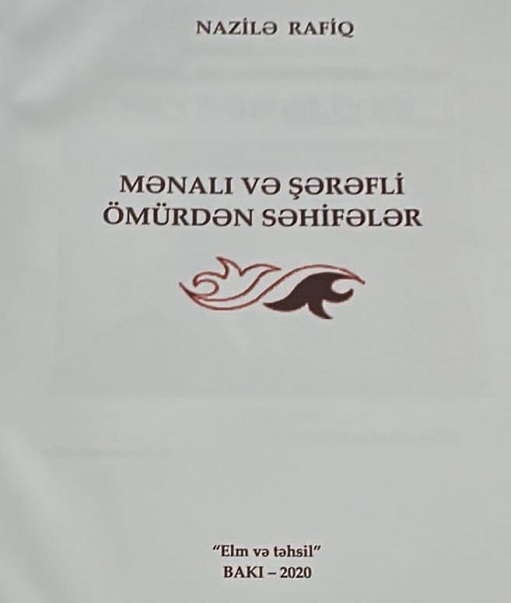 NAZİLƏ RAFİQ
MƏNALI VƏ ŞƏRƏFLİ
ÖMÜRDƏN SƏHİFƏLƏR
“Elm və təhsil”
BAKI – 2020